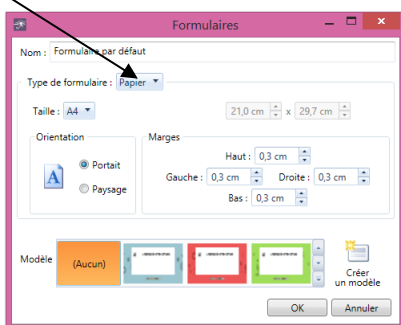 Formulaires
Nom : Formulaire par défaut
Type de formulaire : Papier
Taille : A4 21,0 cm x 29,7 cm
Orientation
Portait
Paysage
Marges
Haut : 0,3 cm
Gauche : 0,3 cm Droite : 0,3 cm
Bas : 0,3 cm
Modèle (Aucun)
Créer
un modèle
OK Annuler